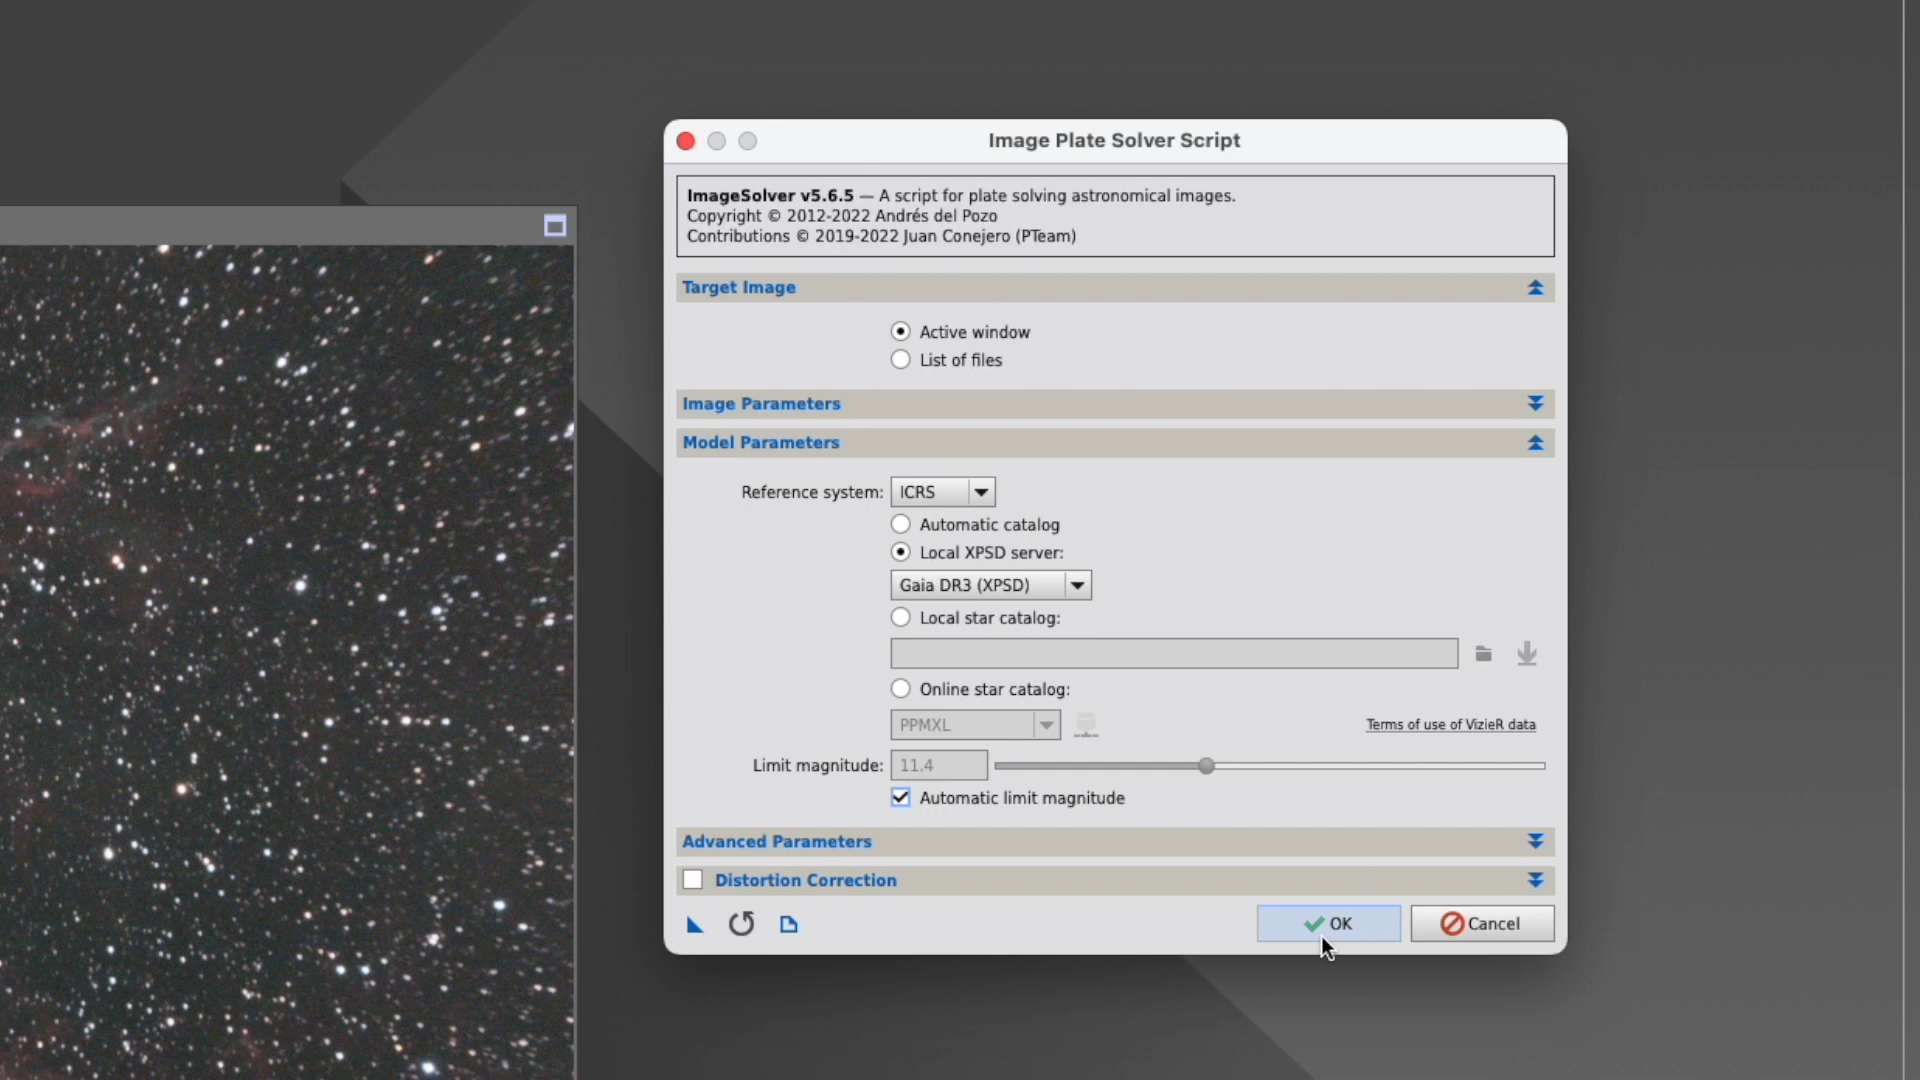 Image Plate Solver Script
ImageSolver v5.6.5 — A script for plate solving astronomical images.
Copyright © 2012-2022 Andrés del Pozo
Contributions © 2019-2022 Juan Conejero (PTeam)
Target Image
Active window
List of files
Image Parameters
Model Parameters
Reference system: ICRS
Automatic catalog
Local XPSD server:
Gaia DR3 (XPSD)
Local star catalog:
Online star catalog:
PPMXL
Terms of use of VizieR data
Limit magnitude: 11.4
Automatic limit magnitude
Advanced Parameters
Distortion Correction
OK
Cancel